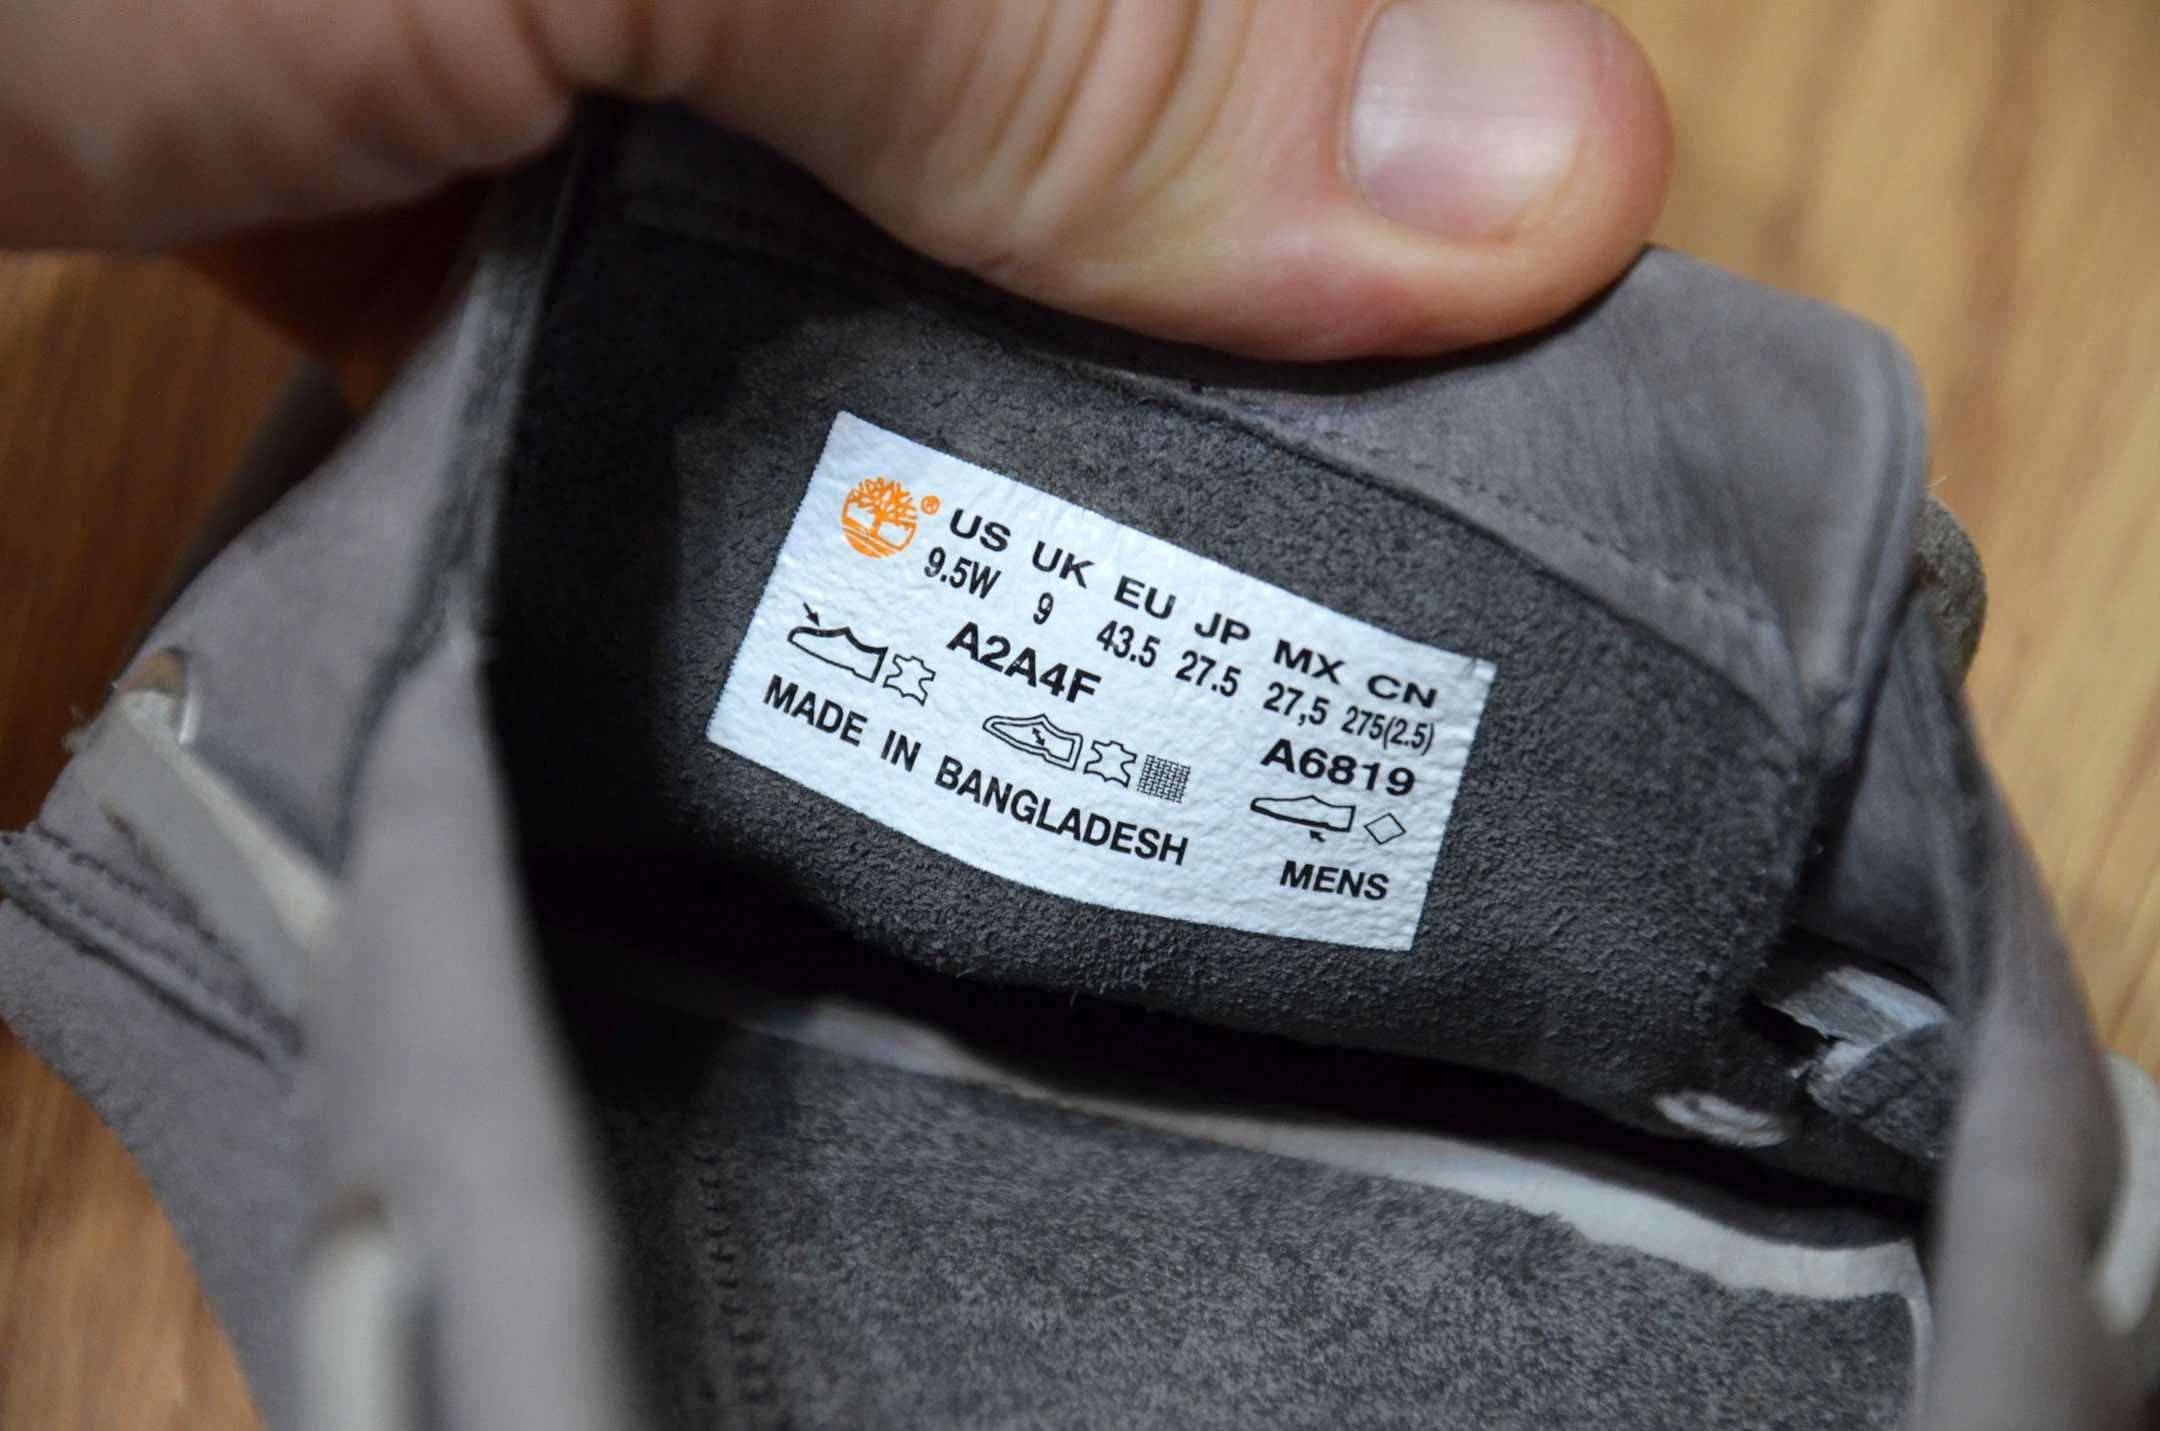 ® US UK EU JP MX CN
9.5W 9 43.5 27.5 27,5 275(2.5)
A2A4F A6819
MADE IN BANGLADESH MENS